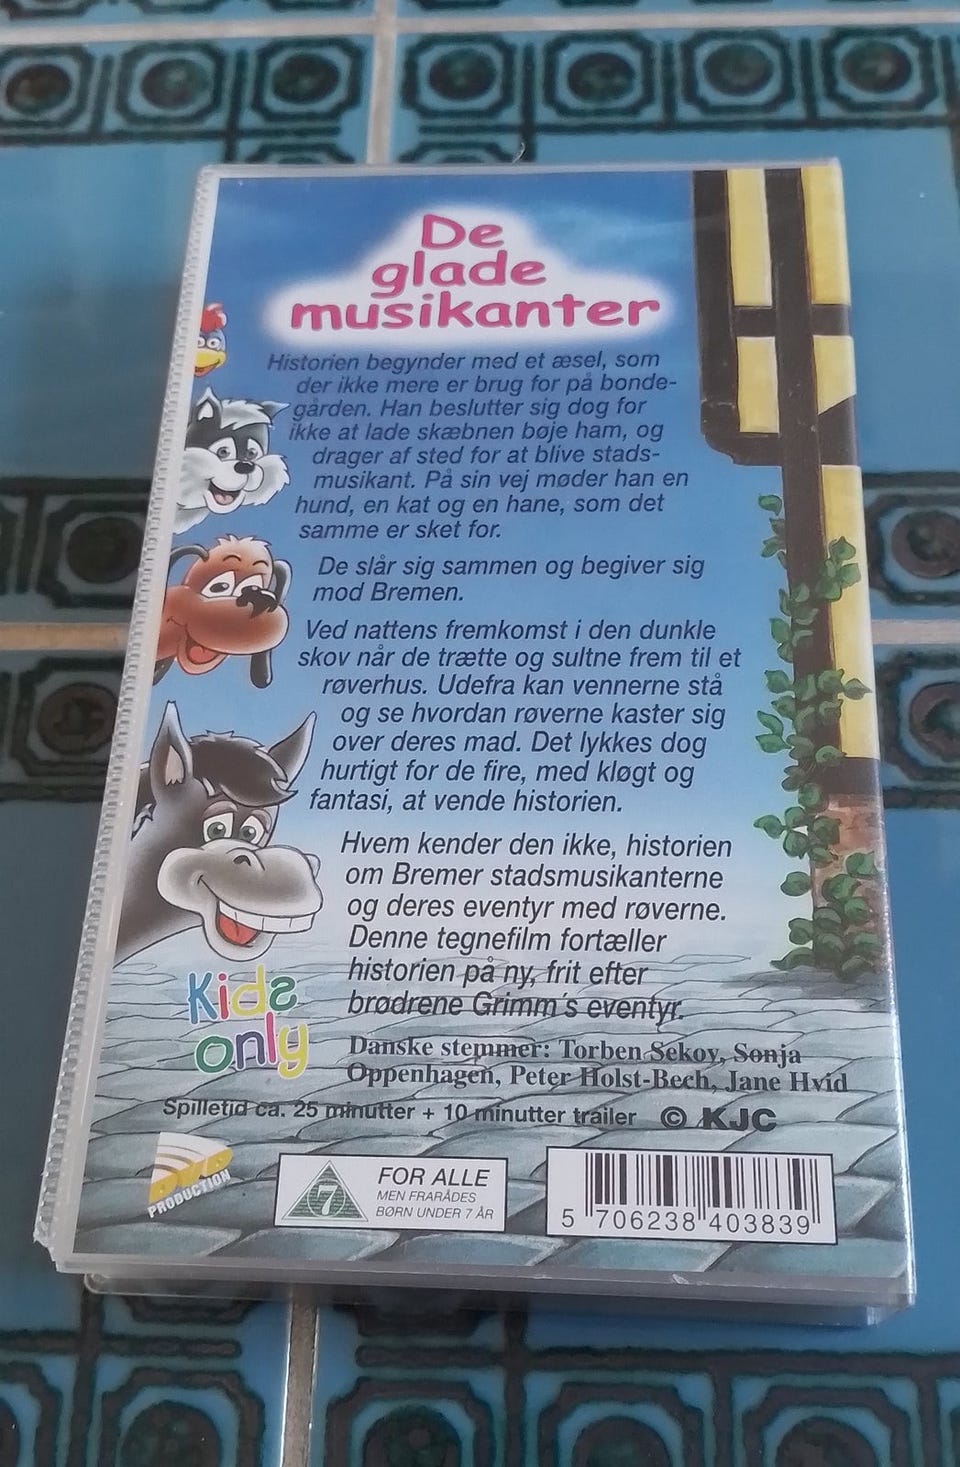 De
glade
musikanter
Historien begynder med et æsel, som
der ikke mere er brug for på bonde-
gården. Han beslutter sig dog for
ikke at lade skæbnen bøje ham, og
drager af sted for at blive stads-
musikant. På sin vej møder han en
hund, en kat og en hane, som det
samme er sket for.
De slår sig sammen og begiver sig
mod Bremen.
Ved nattens fremkomst i den dunkle
skov når de trætte og sultne frem til et
røverhus. Udefra kan vennerne stå
og se hvordan røverne kaster sig
over deres mad. Det lykkes dog
hurtigt for de fire, med kløgt og
fantasi, at vende historien.
Hvem kender den ikke, historien
om Bremer stadsmusikanterne
og deres eventyr med røverne.
Denne tegnefilm fortæller
historien på ny, frit efter
brødrene Grimm´s eventyr.
Kids
only
Danske stemmer: Torben Sekov, Sonja
Oppenhagen, Peter Holst-Bech, Jane Hvid
Spilletid ca. 25 minutter + 10 minutter trailer © KJC
DVP
PRODUCTION
7
FOR ALLE
MEN FRARÅDES
BØRN UNDER 7 ÅR
5 706238 403839